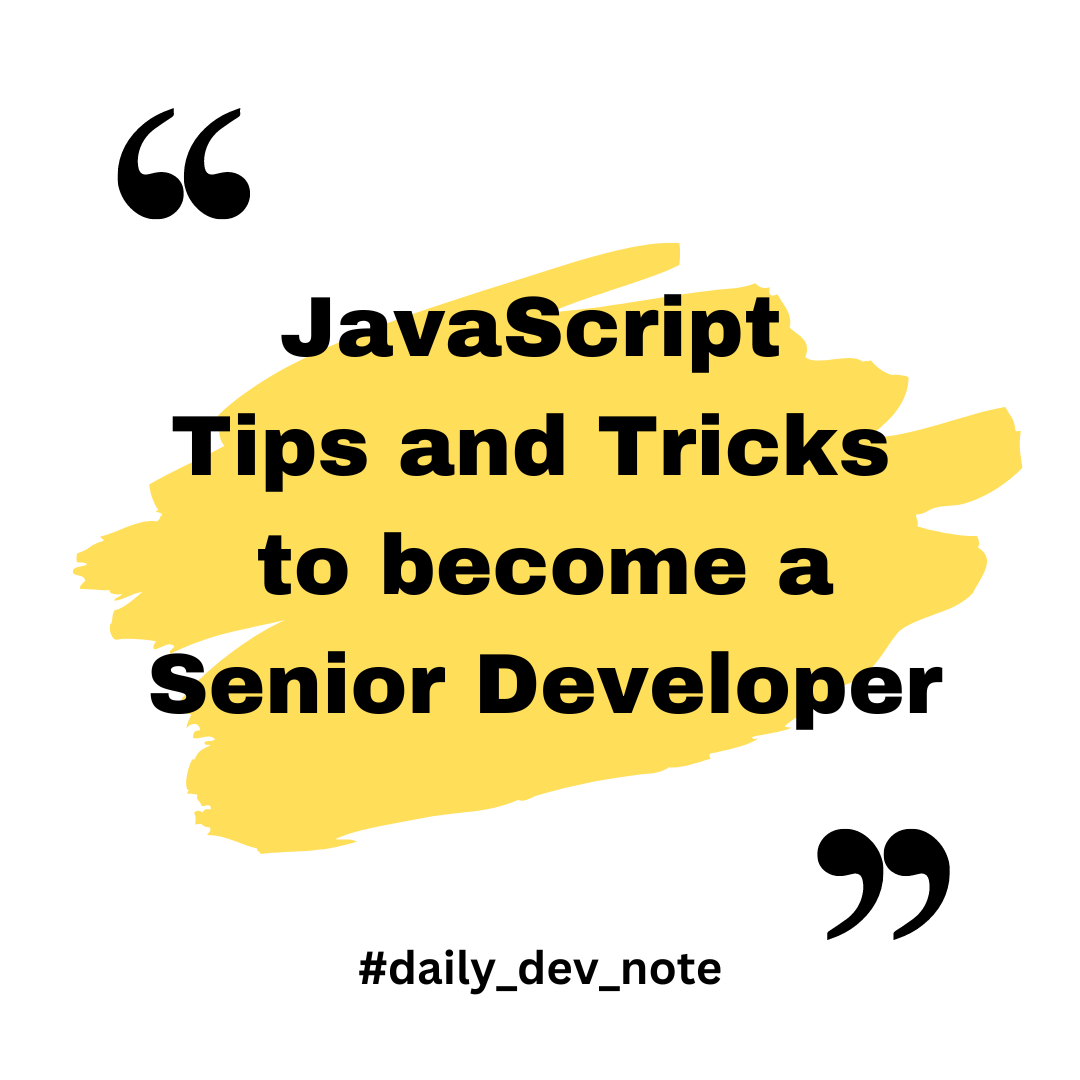 “
JavaScript
Tips and Tricks
to become a
Senior Developer
”
#daily_dev_note